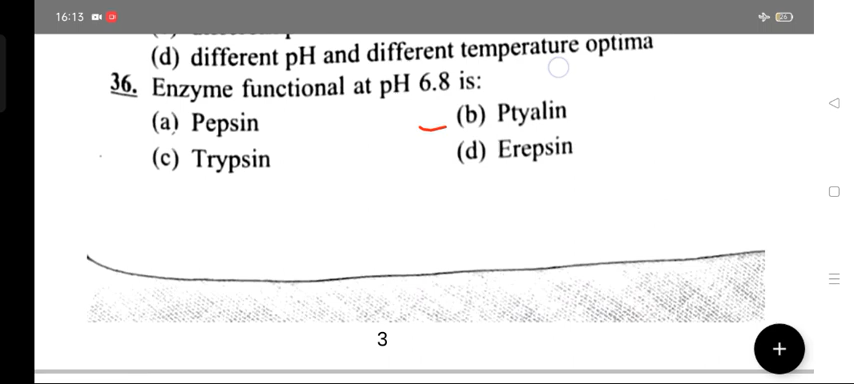 16:13
(d) different pH and different temperature optima
36. Enzyme functional at pH 6.8 is:
(a) Pepsin
(b) Ptyalin
(c) Trypsin
(d) Erepsin
3
+